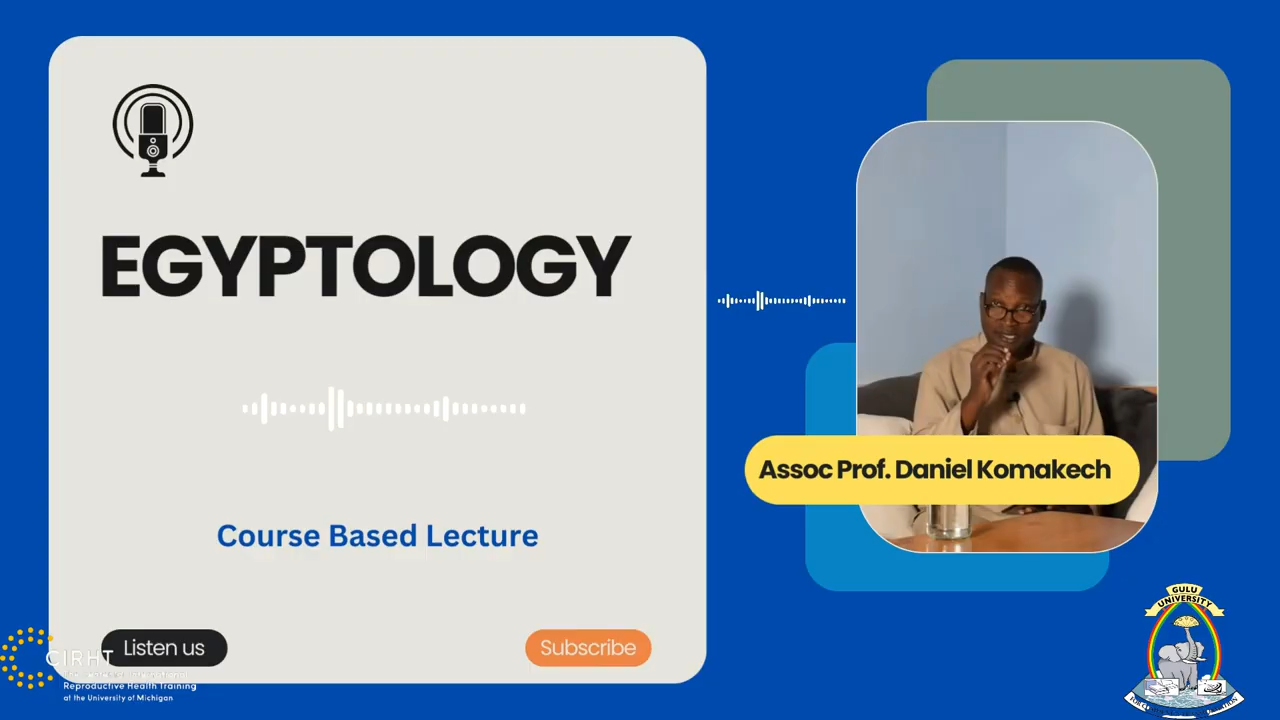 EGYPTOLOGY
Course Based Lecture
Listen us
Subscribe
Assoc Prof. Daniel Komakech
CIRHT
Reproductive Health Training
at the University of Michigan
GULU
UNIVERSITY